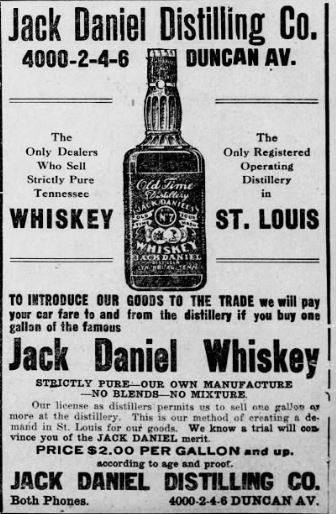 Jack Daniel Distilling Co.
4000-2-4-6 DUNCAN AV.
The
Only Dealers
Who Sell
Strictly Pure
Tennessee
WHISKEY
Old Time
Distillery
JACK DANIEL'S
WHISKEY
JACK DANIEL
The
Only Registered
Operating
Distillery
in
ST. LOUIS
TO INTRODUCE OUR GOODS TO THE TRADE we will pay
your car fare to and from the distillery if you buy one
gallon of the famous
Jack Daniel Whiskey
STRICTLY PURE—OUR OWN MANUFACTURE
—NO BLENDS—NO MIXTURE.
Our license as distillers permits us to sell one gallon or
more at the distillery. This is our method of creating a de-
mand in St. Louis for our goods. We know a trial will con-
vince you of the JACK DANIEL merit.
PRICE $2.00 PER GALLON and up.
according to age and proof.
JACK DANIEL DISTILLING CO.
Both Phones. 4000-2-4-6 DUNCAN AV.